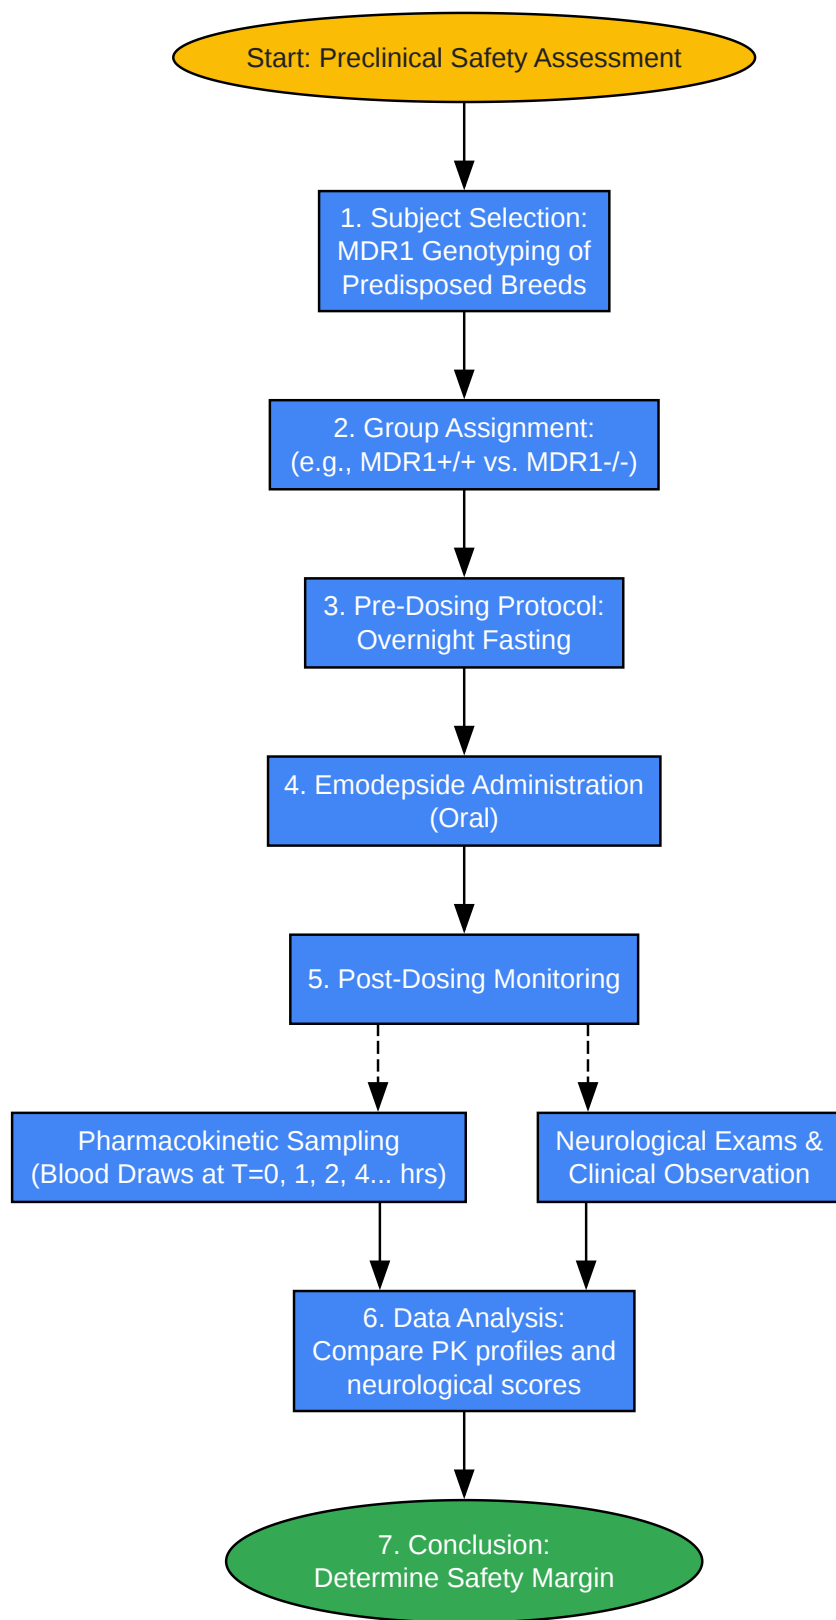 Start: Preclinical Safety Assessment
1. Subject Selection:
MDR1 Genotyping of
Predisposed Breeds
2. Group Assignment:
(e.g., MDR1+/+ vs. MDR1-/-)
3. Pre-Dosing Protocol:
Overnight Fasting
4. Emodepside Administration
(Oral)
5. Post-Dosing Monitoring
Pharmacokinetic Sampling
(Blood Draws at T=0, 1, 2, 4... hrs)
Neurological Exams &
Clinical Observation
6. Data Analysis:
Compare PK profiles and
neurological scores
7. Conclusion:
Determine Safety Margin